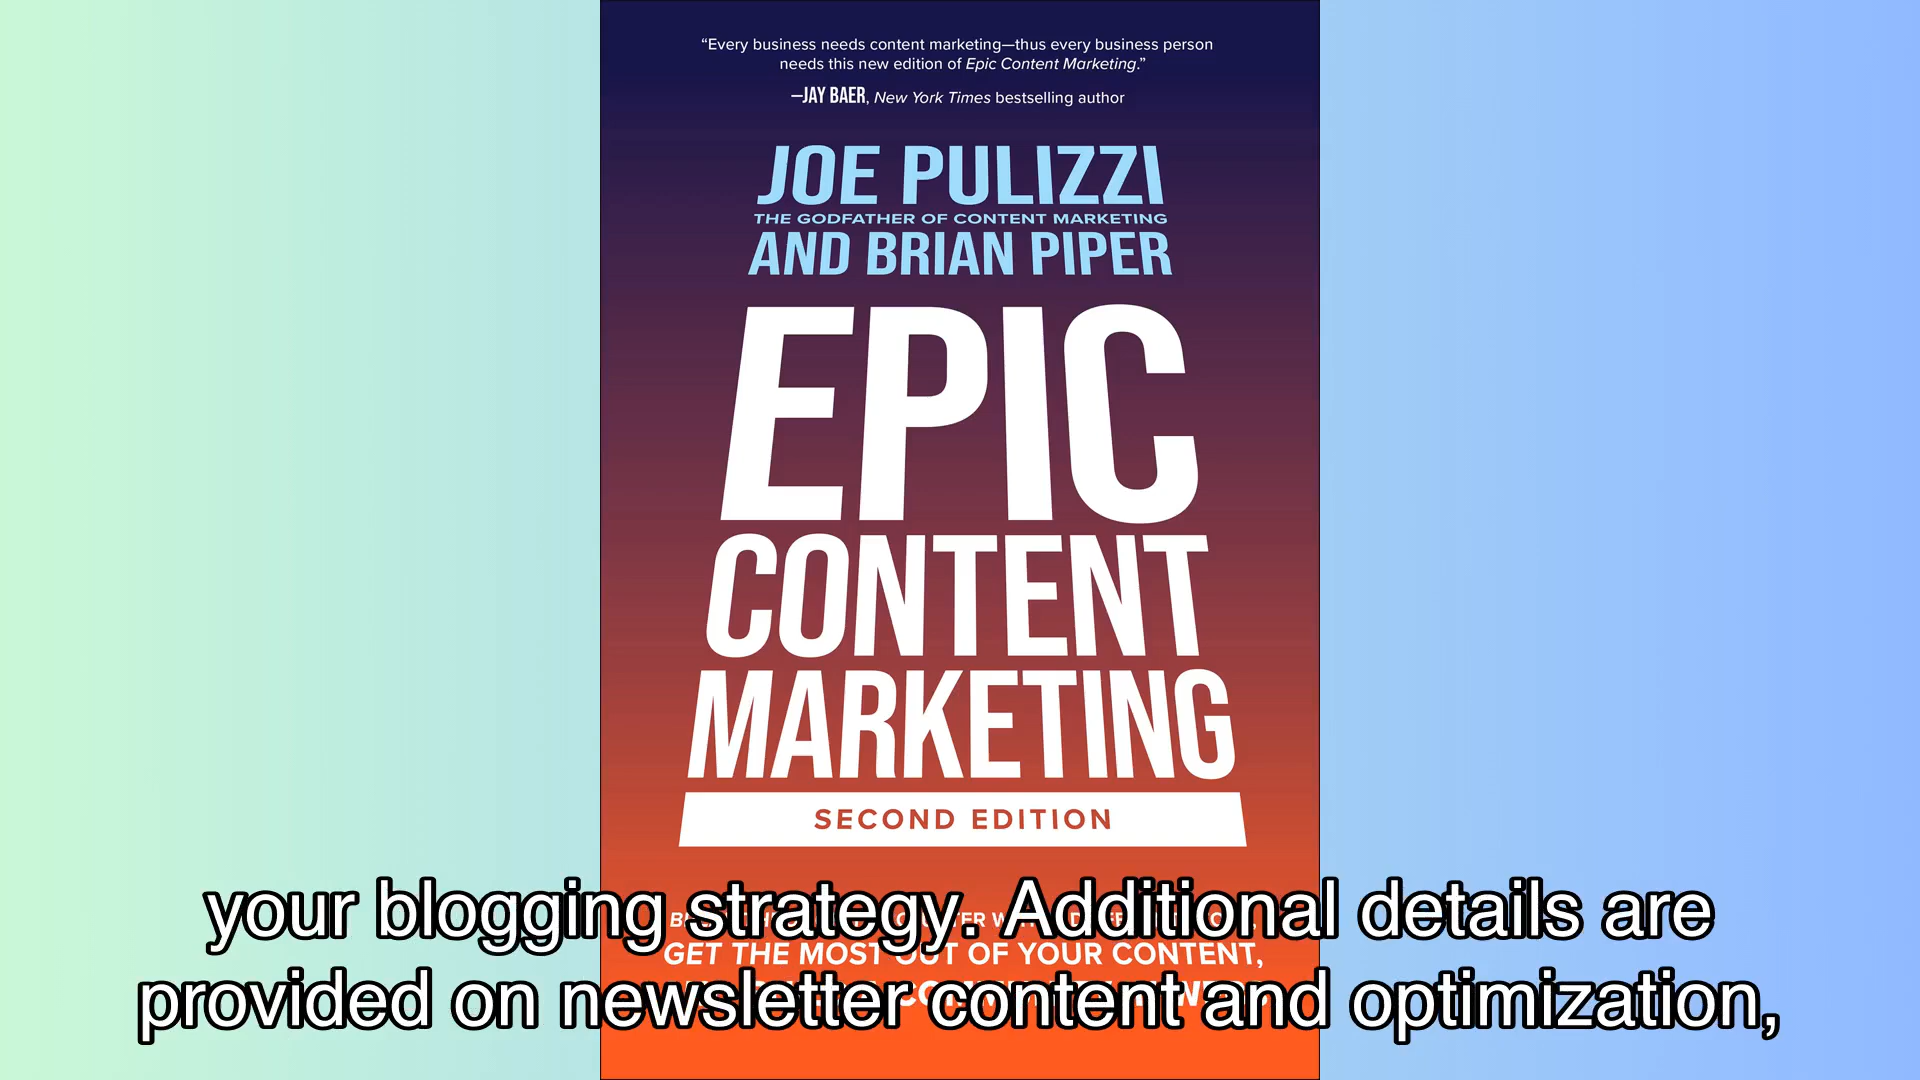 “Every business needs content marketing—thus every business person
needs this new edition of Epic Content Marketing.”
—JAY BAER, New York Times bestselling author
JOE PULIZZI
THE GODFATHER OF CONTENT MARKETING
AND BRIAN PIPER
EPIC
CONTENT
MARKETING
SECOND EDITION
your blogging strategy. Additional details are
GET THE MOST OUT OF YOUR CONTENT,
provided on newsletter content and optimization,